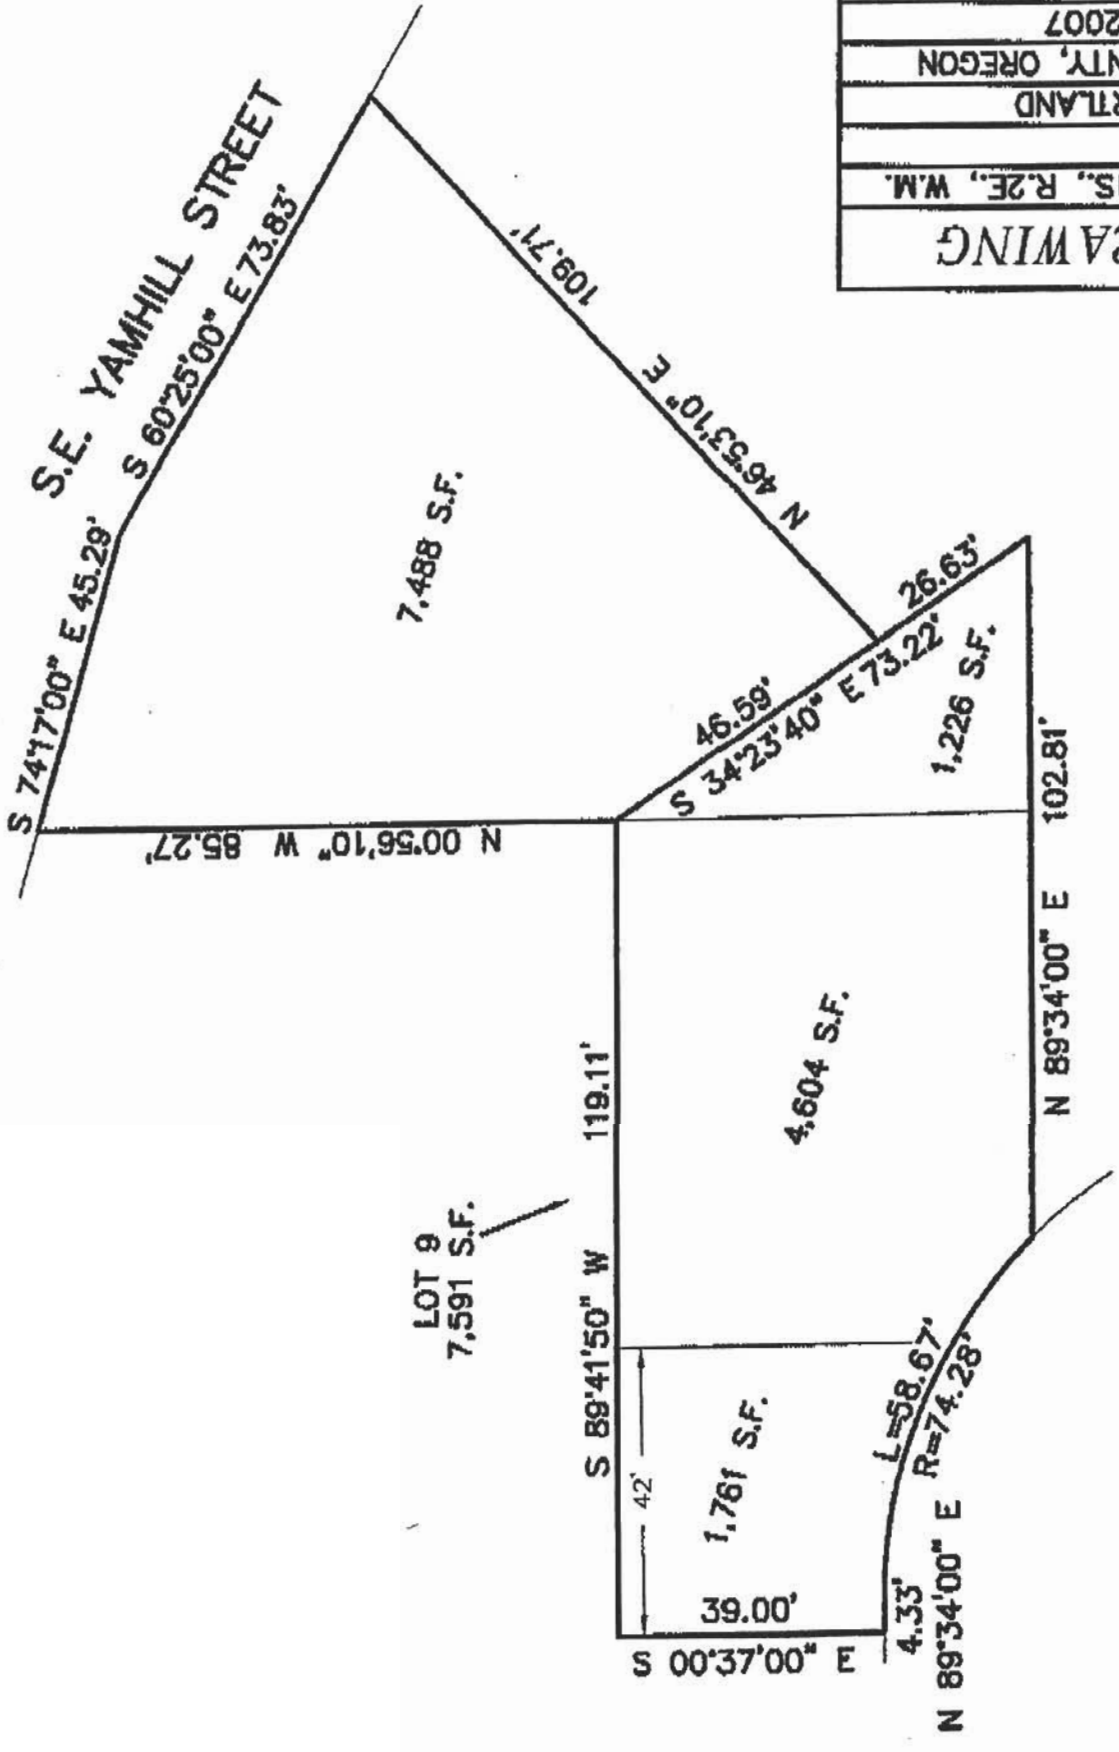 S.E. YAMHILL STREET
S 74°17'00" E 45.29'
S 60°25'00" E 73.83'
7,488 S.F.
109.71'
N 46°53'10" E
N 00°56'10" W 85.27'
46.59'
S 34°23'40" E 73.22'
26.63'
1,226 S.F.
LOT 9
7,591 S.F.
S 89°41'50" W 119.11'
42'
4,604 S.F.
1,761 S.F.
39.00'
S 00°37'00" E
4.33'
N 89°34'00" E
L=58.67'
R=74.28'
N 89°34'00" E 102.81'
RAWING
1S., R.2E., W.M.
RTLAND
NTY, OREGON
2007